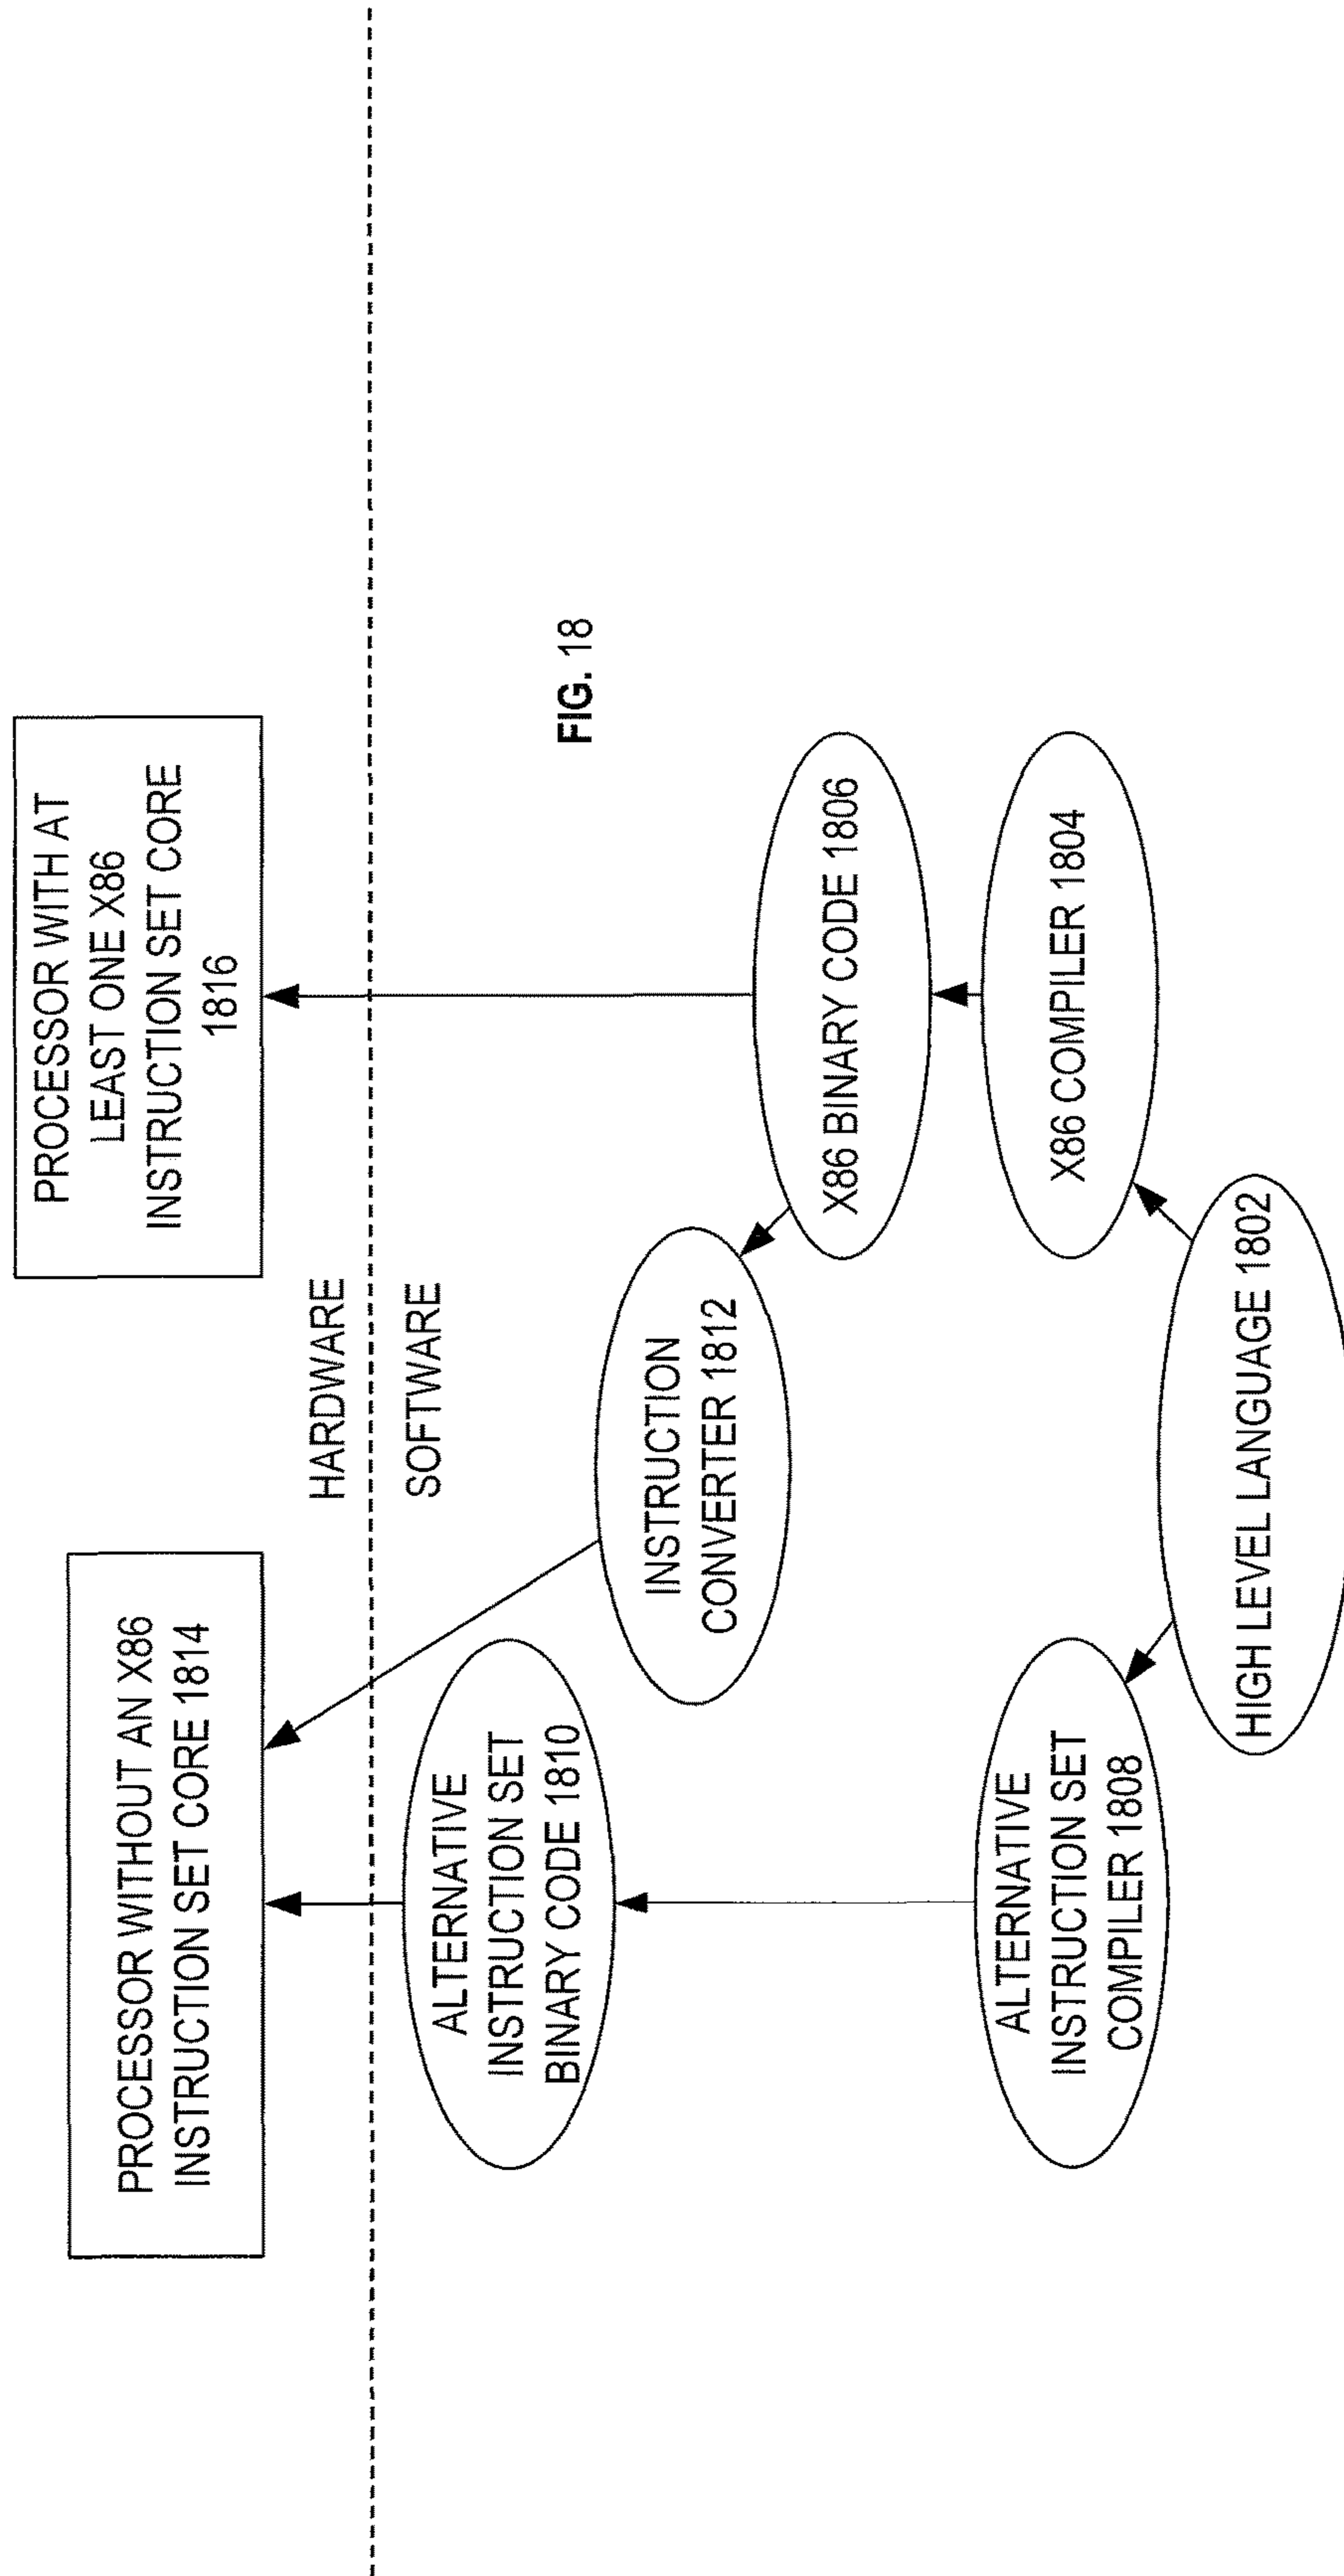 PROCESSOR WITHOUT AN X86
INSTRUCTION SET CORE 1814
PROCESSOR WITH AT
LEAST ONE X86
INSTRUCTION SET CORE
1816
HARDWARE
SOFTWARE
ALTERNATIVE
INSTRUCTION SET
BINARY CODE 1810
INSTRUCTION
CONVERTER 1812
FIG. 18
X86 BINARY CODE 1806
ALTERNATIVE
INSTRUCTION SET
COMPILER 1808
X86 COMPILER 1804
HIGH LEVEL LANGUAGE 1802